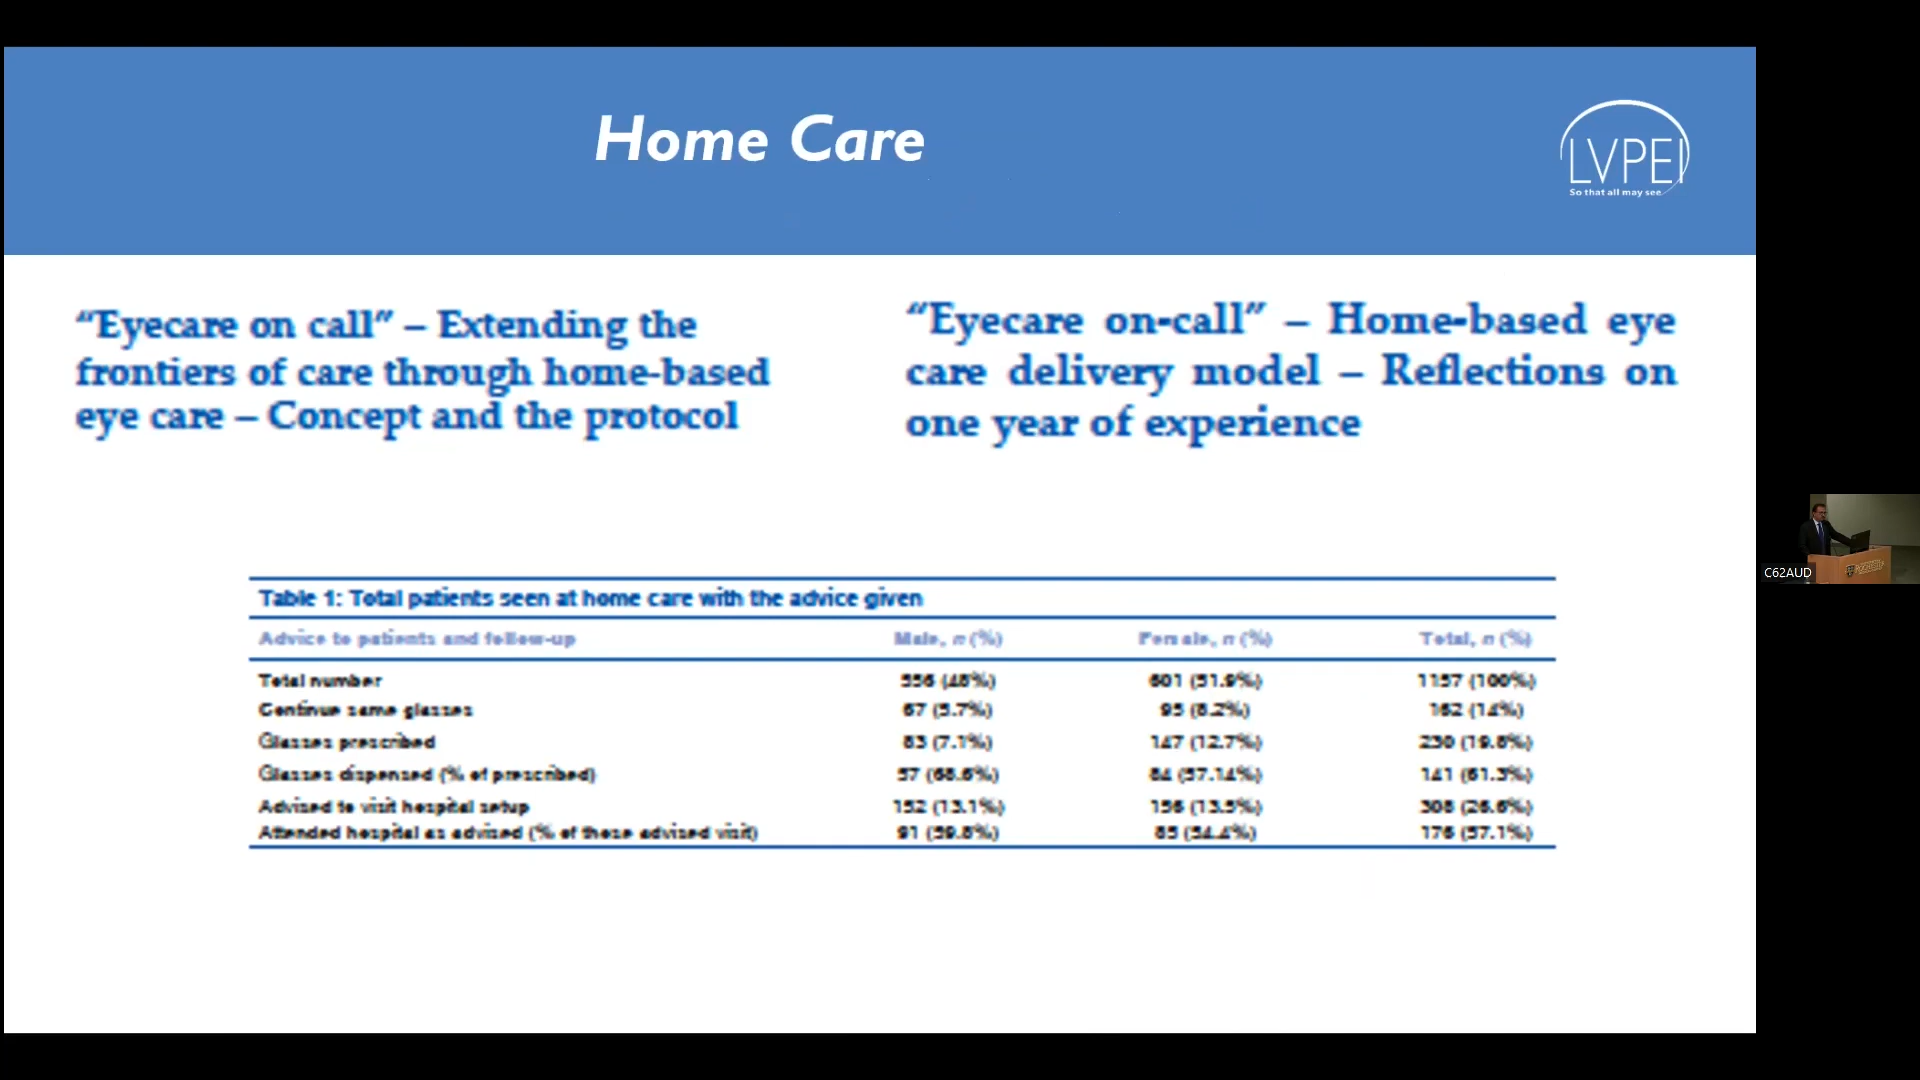 Home Care
LVPEI
So that all may see
“Eyecare on call” – Extending the
frontiers of care through home-based
eye care – Concept and the protocol
“Eyecare on-call” – Home-based eye
care delivery model – Reflections on
one year of experience
Table 1: Total patients seen at home care with the advice given
Advice to patients and follow-up Male, n (%) Female, n (%) Total, n (%)
Total number 556 (48%) 601 (51.9%) 1157 (100%)
Continue same glasses 67 (5.7%) 95 (8.2%) 162 (14%)
Glasses prescribed 83 (7.1%) 147 (12.7%) 230 (19.8%)
Glasses dispensed (% of prescribed) 57 (68.6%) 84 (57.14%) 141 (61.3%)
Advised to visit hospital setup 152 (13.1%) 156 (13.5%) 308 (26.6%)
Attended hospital as advised (% of those advised visit) 91 (59.8%) 85 (54.4%) 176 (57.1%)
C62AUD